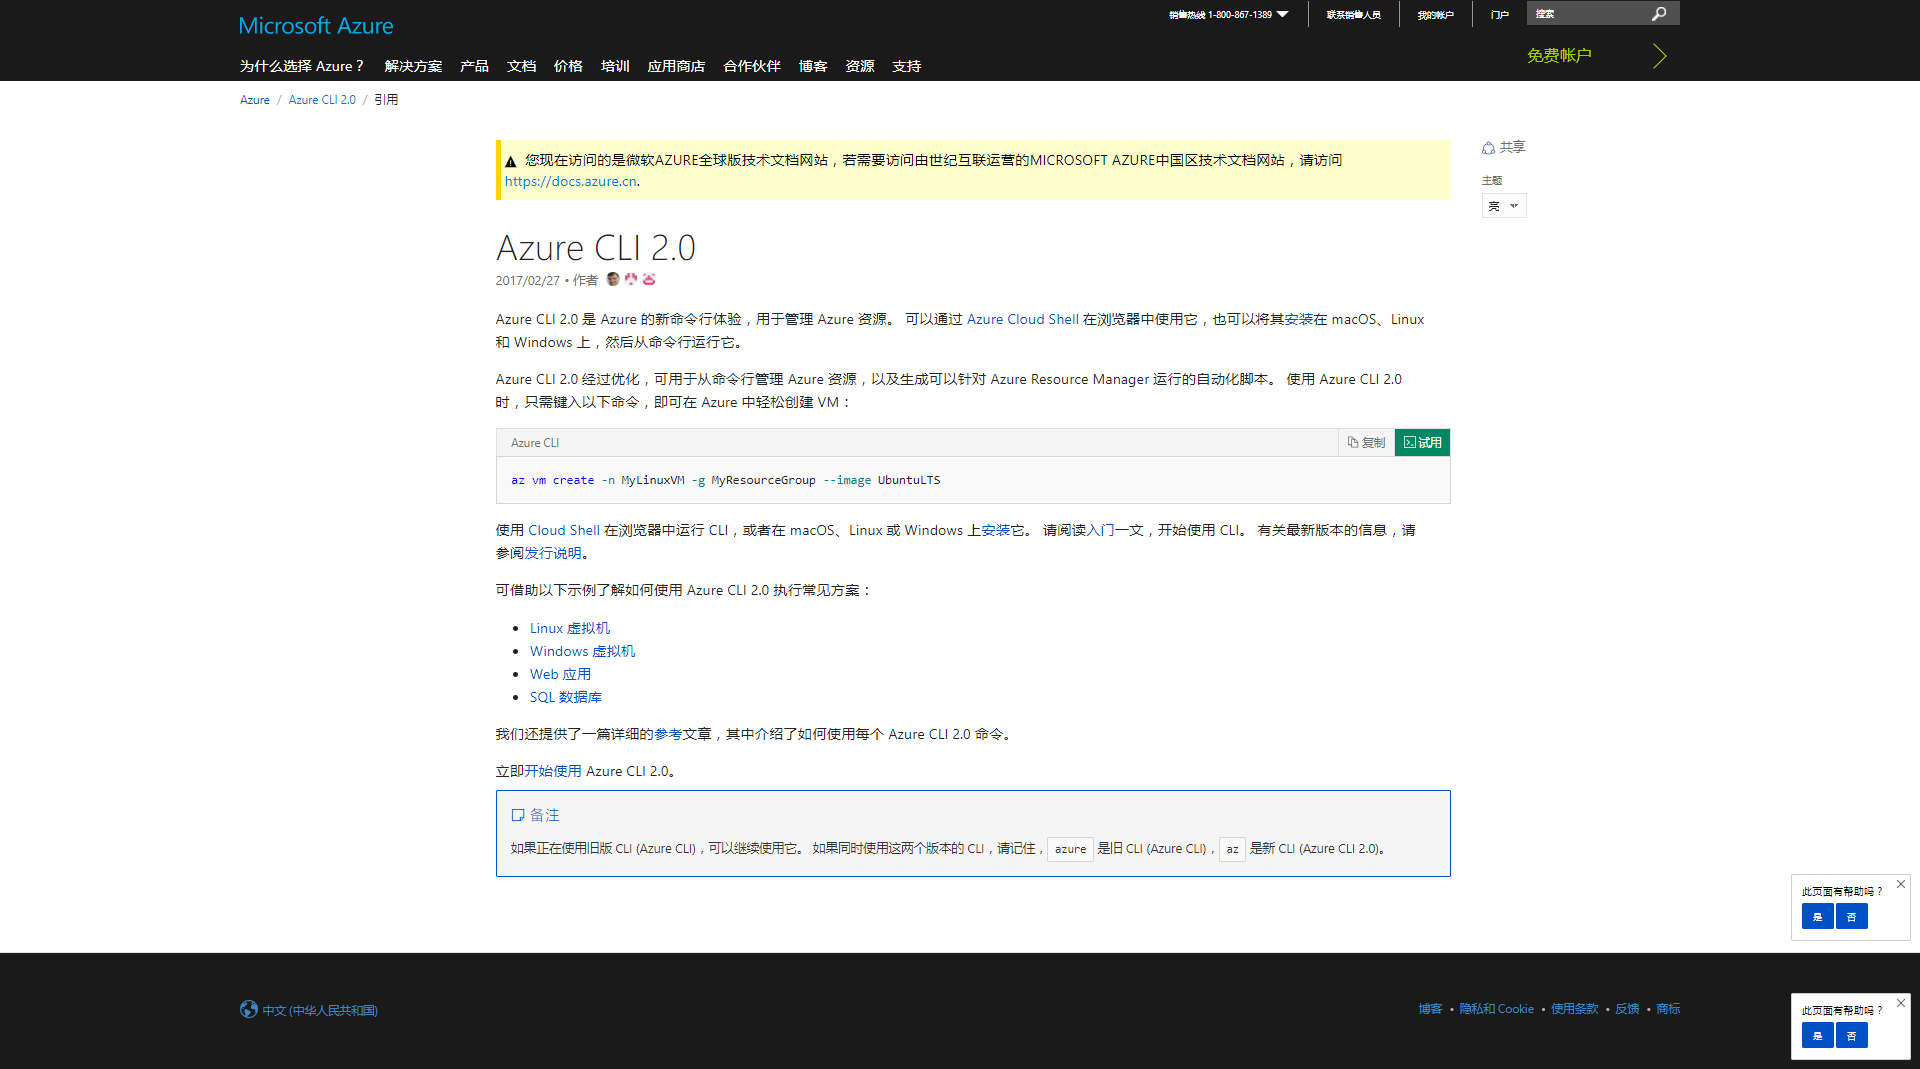 Microsoft Azure
销售热线 1-800-867-1389
联系销售人员
我的帐户
门户
搜索
为什么选择 Azure？ 解决方案 产品 文档 价格 培训 应用商店 合作伙伴 博客 资源 支持
免费帐户
Azure / Azure CLI 2.0 / 引用
您现在访问的是微软AZURE全球版技术文档网站，若需要访问由世纪互联运营的MICROSOFT AZURE中国区技术文档网站，请访问
https://docs.azure.cn.
共享
主题
亮
Azure CLI 2.0
2017/02/27 • 作者
Azure CLI 2.0 是 Azure 的新命令行体验，用于管理 Azure 资源。 可以通过 Azure Cloud Shell 在浏览器中使用它，也可以将其安装在 macOS、Linux
和 Windows 上，然后从命令行运行它。
Azure CLI 2.0 经过优化，可用于从命令行管理 Azure 资源，以及生成可以针对 Azure Resource Manager 运行的自动化脚本。 使用 Azure CLI 2.0
时，只需键入以下命令，即可在 Azure 中轻松创建 VM：
Azure CLI 复制 试用
az vm create -n MyLinuxVM -g MyResourceGroup --image UbuntuLTS
使用 Cloud Shell 在浏览器中运行 CLI，或者在 macOS、Linux 或 Windows 上安装它。 请阅读入门一文，开始使用 CLI。 有关最新版本的信息，请
参阅发行说明。
可借助以下示例了解如何使用 Azure CLI 2.0 执行常见方案：
• Linux 虚拟机
• Windows 虚拟机
• Web 应用
• SQL 数据库
我们还提供了一篇详细的参考文章，其中介绍了如何使用每个 Azure CLI 2.0 命令。
立即开始使用 Azure CLI 2.0。
备注
如果正在使用旧版 CLI (Azure CLI)，可以继续使用它。 如果同时使用这两个版本的 CLI，请记住，azure 是旧 CLI (Azure CLI)，az 是新 CLI (Azure CLI 2.0)。
此页面有帮助吗？
是 否
中文 (中华人民共和国)
博客 • 隐私和 Cookie • 使用条款 • 反馈 • 商标
此页面有帮助吗？
是 否